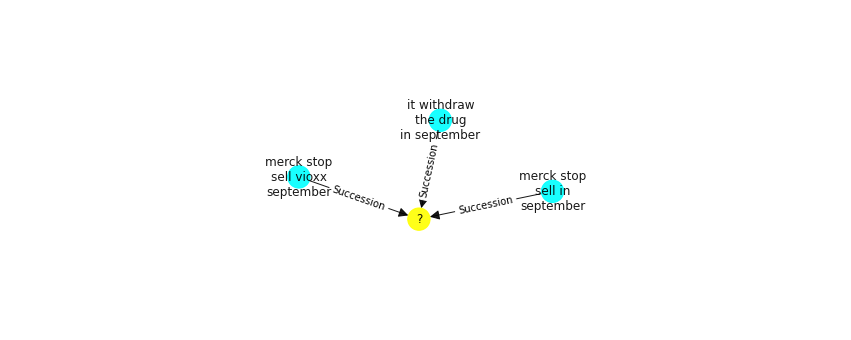 it withdraw
the drug
in september
merck stop
sell vioxx
september
merck stop
sell in
september
Succession
Succession
Succession
?